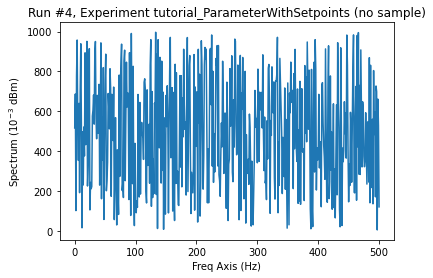 Run #4, Experiment tutorial_ParameterWithSetpoints (no sample)
1000
800
600
400
200
0
Spectrum (10⁻³ dBm)
0 100 200 300 400 500
Freq Axis (Hz)